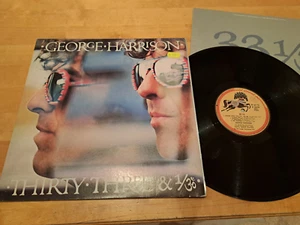 ·GEORGE·HARRISON·
33 1/3
·THIRTY·THREE & 1/3·